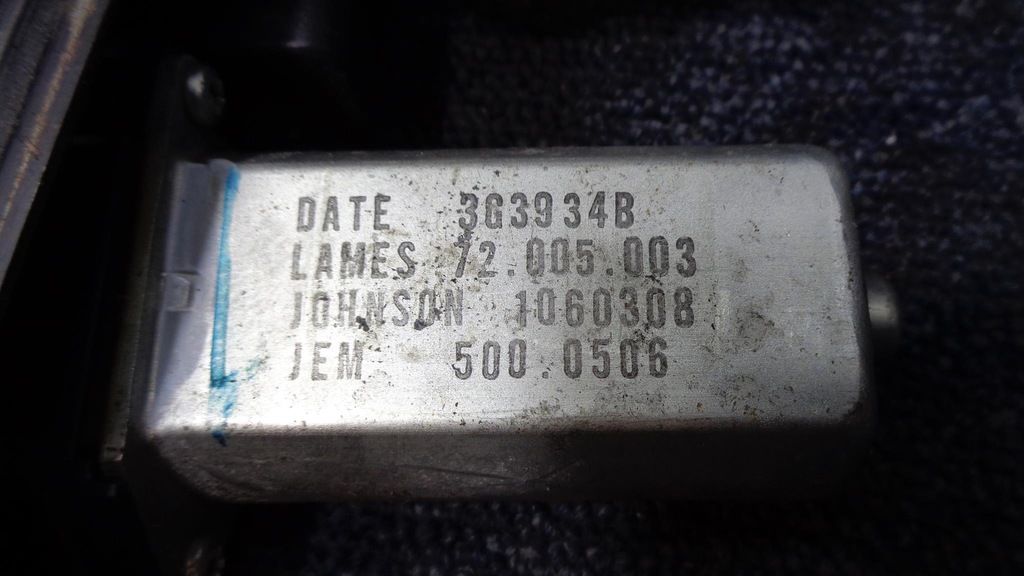 DATE 3G3934B
LAMES 72.005.003
JOHNSON 1060308
JEM 500.0506